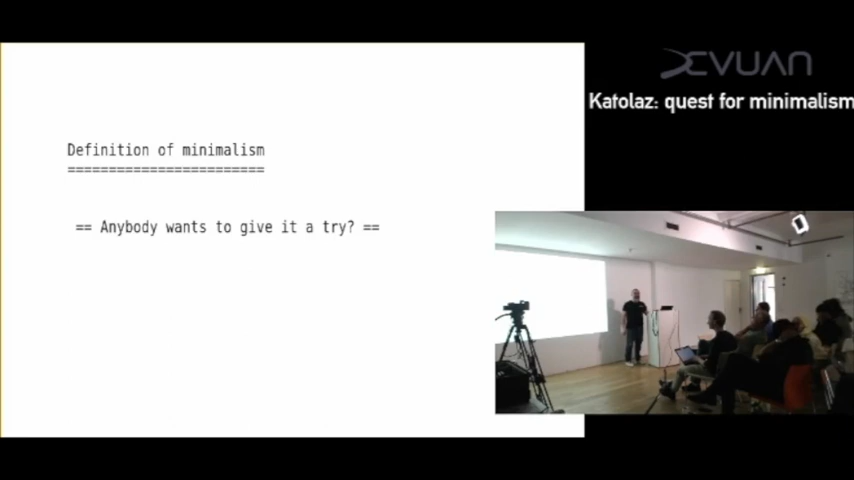 Definition of minimalism
========================
== Anybody wants to give it a try? ==
DEVUAN
Katolaz: quest for minimalism